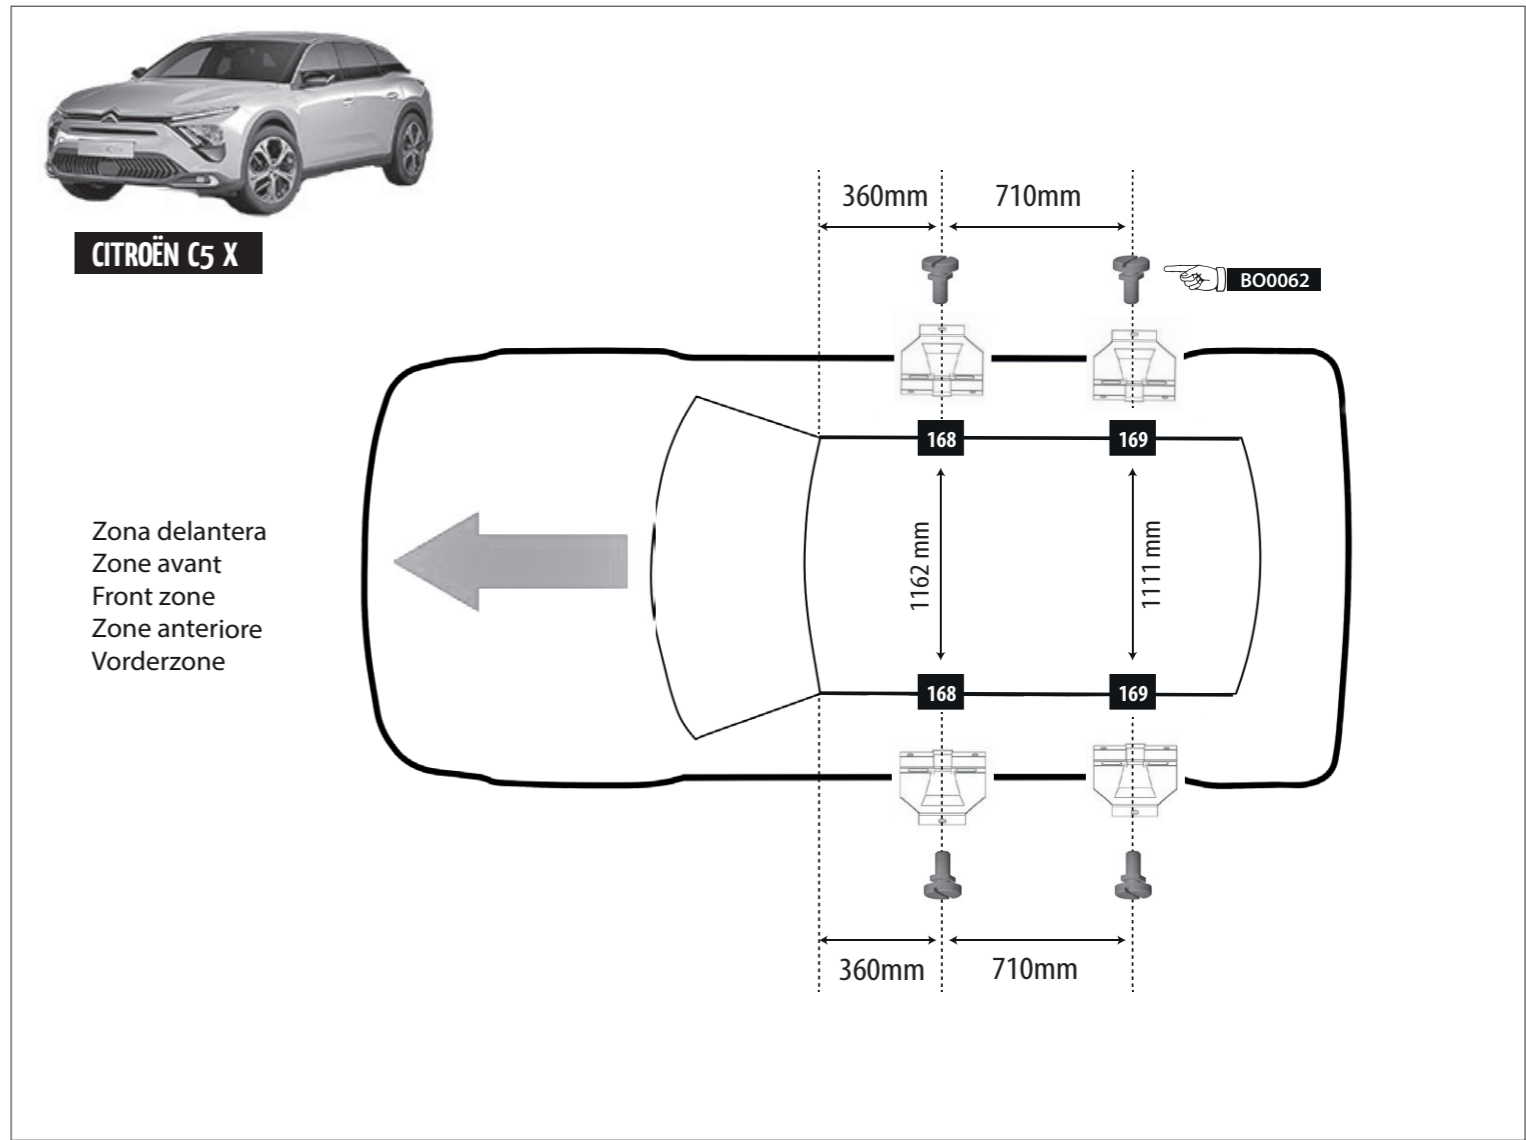 CITROËN C5 X
360mm
710mm
BO0062
168
169
1162 mm
1111 mm
Zona delantera
Zone avant
Front zone
Zone anteriore
Vorderzone
168
169
360mm
710mm